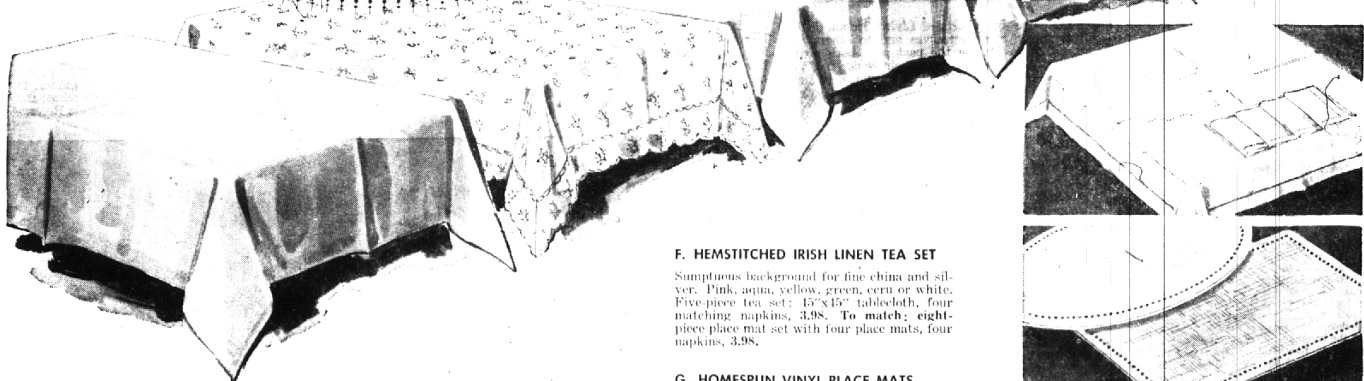 F. HEMSTITCHED IRISH LINEN TEA SET
Sumptuous background for fine china and sil-
ver. Pink, aqua, yellow, green, ecru or white.
Five-piece tea set: 45"x45" tablecloth, four
matching napkins, 3.98. To match; eight-
piece place mat set with four place mats, four
napkins, 3.98.
G. HOMESPUN VINYL PLACE MATS